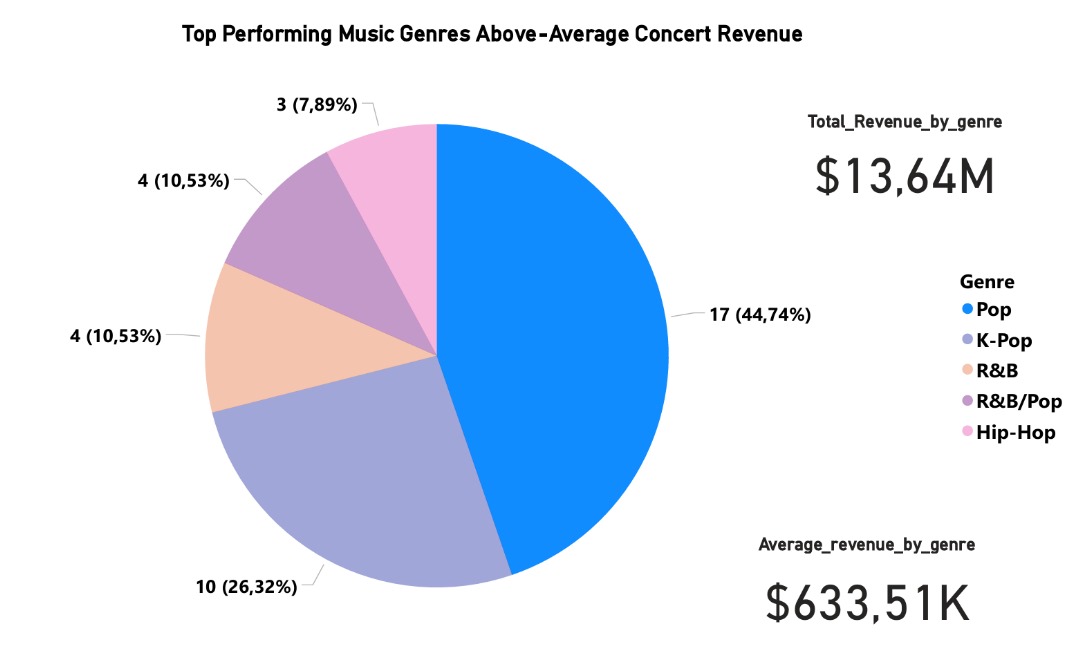 Top Performing Music Genres Above-Average Concert Revenue
3 (7,89%)
4 (10,53%)
4 (10,53%)
10 (26,32%)
17 (44,74%)
Total_Revenue_by_genre
$13,64M
Genre
Pop
K-Pop
R&B
R&B/Pop
Hip-Hop
Average_revenue_by_genre
$633,51K